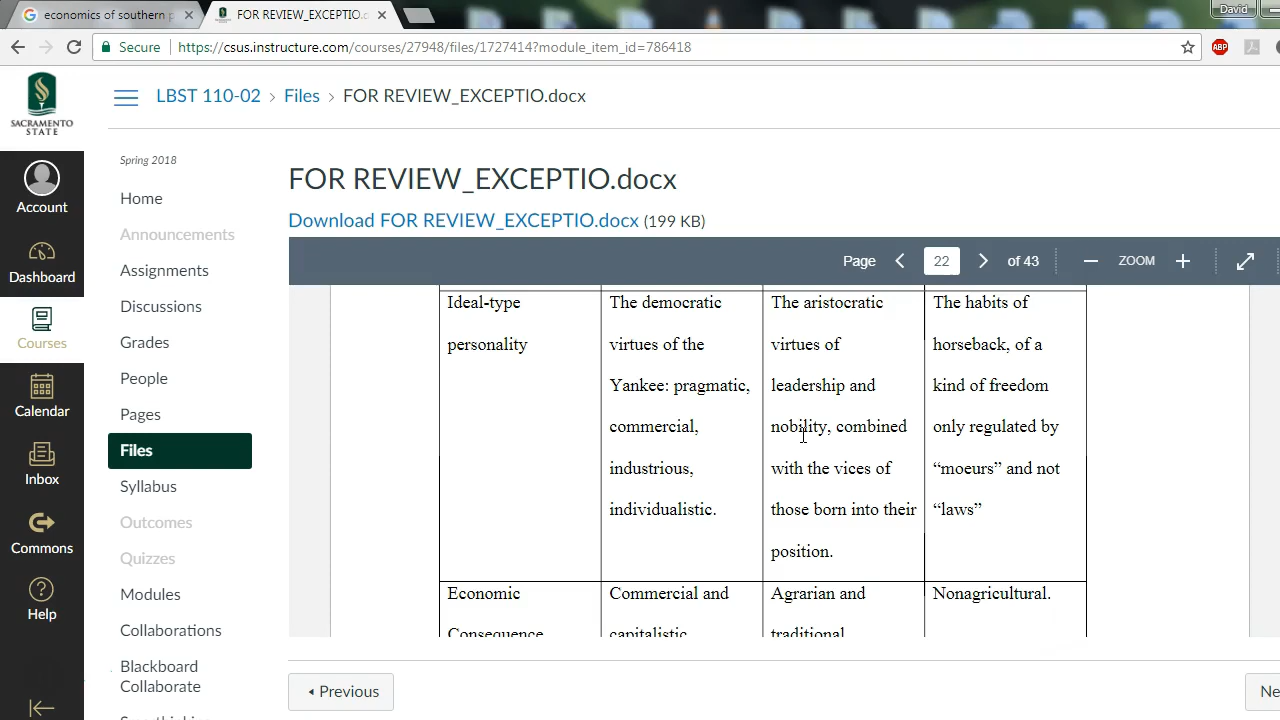 economics of southern p
FOR REVIEW_EXCEPTIO.d
David
Secure
https://csus.instructure.com/courses/27948/files/1727414?module_item_id=786418
ABP
SACRAMENTO
STATE
Account
Dashboard
Courses
Calendar
Inbox
Commons
Help
LBST 110-02 > Files > FOR REVIEW_EXCEPTIO.docx
Spring 2018
Home
Announcements
Assignments
Discussions
Grades
People
Pages
Files
Syllabus
Outcomes
Quizzes
Modules
Collaborations
Blackboard
Collaborate
FOR REVIEW_EXCEPTIO.docx
Download FOR REVIEW_EXCEPTIO.docx (199 KB)
Page 22 of 43 ZOOM
Ideal-type
personality
The democratic
virtues of the
Yankee: pragmatic,
commercial,
industrious,
individualistic.
The aristocratic
virtues of
leadership and
nobility, combined
with the vices of
those born into their
position.
The habits of
horseback, of a
kind of freedom
only regulated by
“moeurs” and not
“laws”
Economic
Consequence
Commercial and
capitalistic
Agrarian and
traditional
Nonagricultural.
Previous
Ne